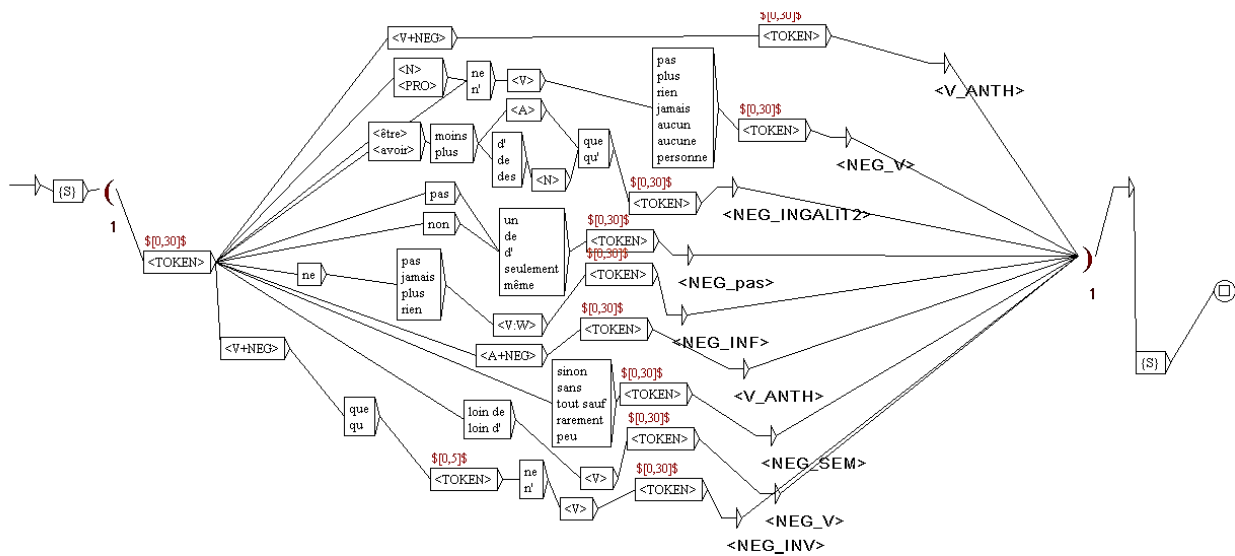 $[0,30]$
<V+NEG>
<TOKEN>
<V_ANTH>
<N>
<PRO>
ne
n'
<V>
pas
plus
rien
jamais
aucun
aucune
personne
$[0,30]$
<TOKEN>
<NEG_V>
<être>
<avoir>
moins
plus
<A>
d'
de
des
<N>
que
qu'
$[0,30]$
<TOKEN>
<NEG_INGALIT2>
{S}
(
1
$[0,30]$
<TOKEN>
pas
non
un
de
d'
seulement
même
$[0,30]$
<TOKEN>
<NEG_pas>
)
1
{S}
ne
pas
jamais
plus
rien
<V:W>
$[0,30]$
<TOKEN>
<NEG_INF>
<A+NEG>
$[0,30]$
<TOKEN>
<V_ANTH>
sinon
sans
tout sauf
rarement
peu
$[0,30]$
<TOKEN>
<NEG_SEM>
loin de
loin d'
<V>
$[0,30]$
<TOKEN>
<NEG_V>
<V+NEG>
que
qu
$[0,5]$
<TOKEN>
ne
n'
<V>
$[0,30]$
<TOKEN>
<NEG_INV>